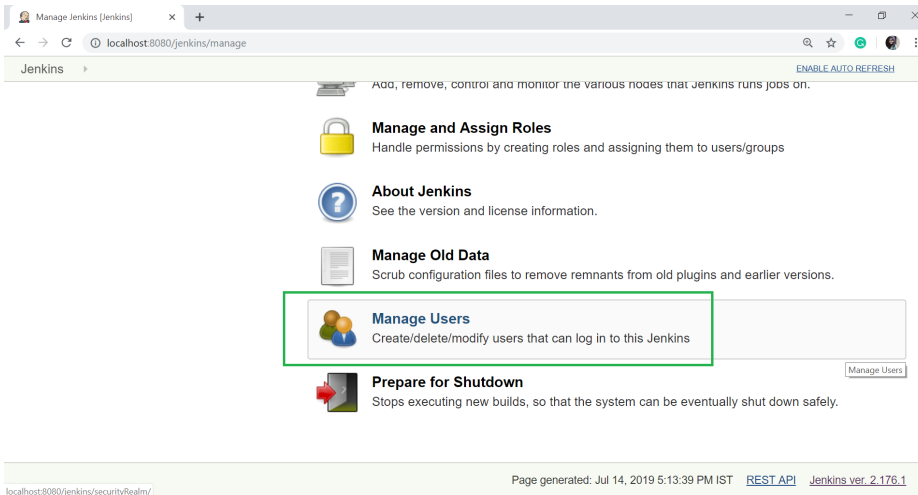 Manage Jenkins [Jenkins]
localhost:8080/jenkins/manage
Jenkins
ENABLE AUTO REFRESH
Add, remove, control and monitor the various nodes that Jenkins runs jobs on.
Manage and Assign Roles
Handle permissions by creating roles and assigning them to users/groups
About Jenkins
See the version and license information.
Manage Old Data
Scrub configuration files to remove remnants from old plugins and earlier versions.
Manage Users
Create/delete/modify users that can log in to this Jenkins
Manage Users
Prepare for Shutdown
Stops executing new builds, so that the system can be eventually shut down safely.
Page generated: Jul 14, 2019 5:13:39 PM IST REST API Jenkins ver. 2.176.1
localhost:8080/jenkins/securityRealm/